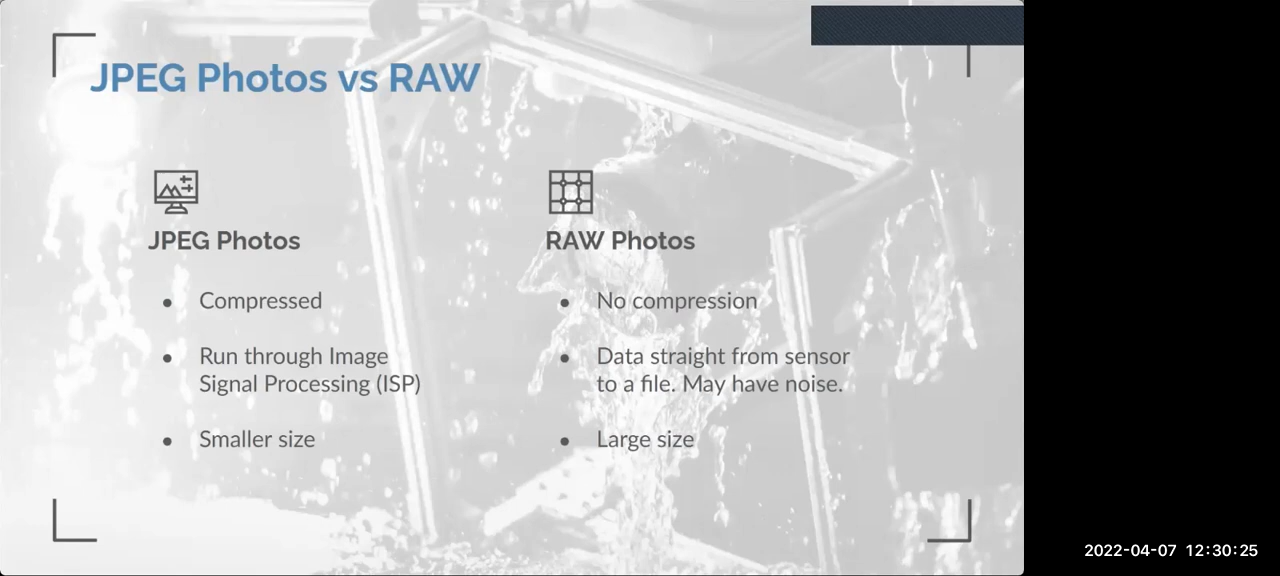 JPEG Photos vs RAW
JPEG Photos
● Compressed
● Run through Image
Signal Processing (ISP)
● Smaller size
RAW Photos
● No compression
● Data straight from sensor
to a file. May have noise.
● Large size
2022-04-07 12:30:25